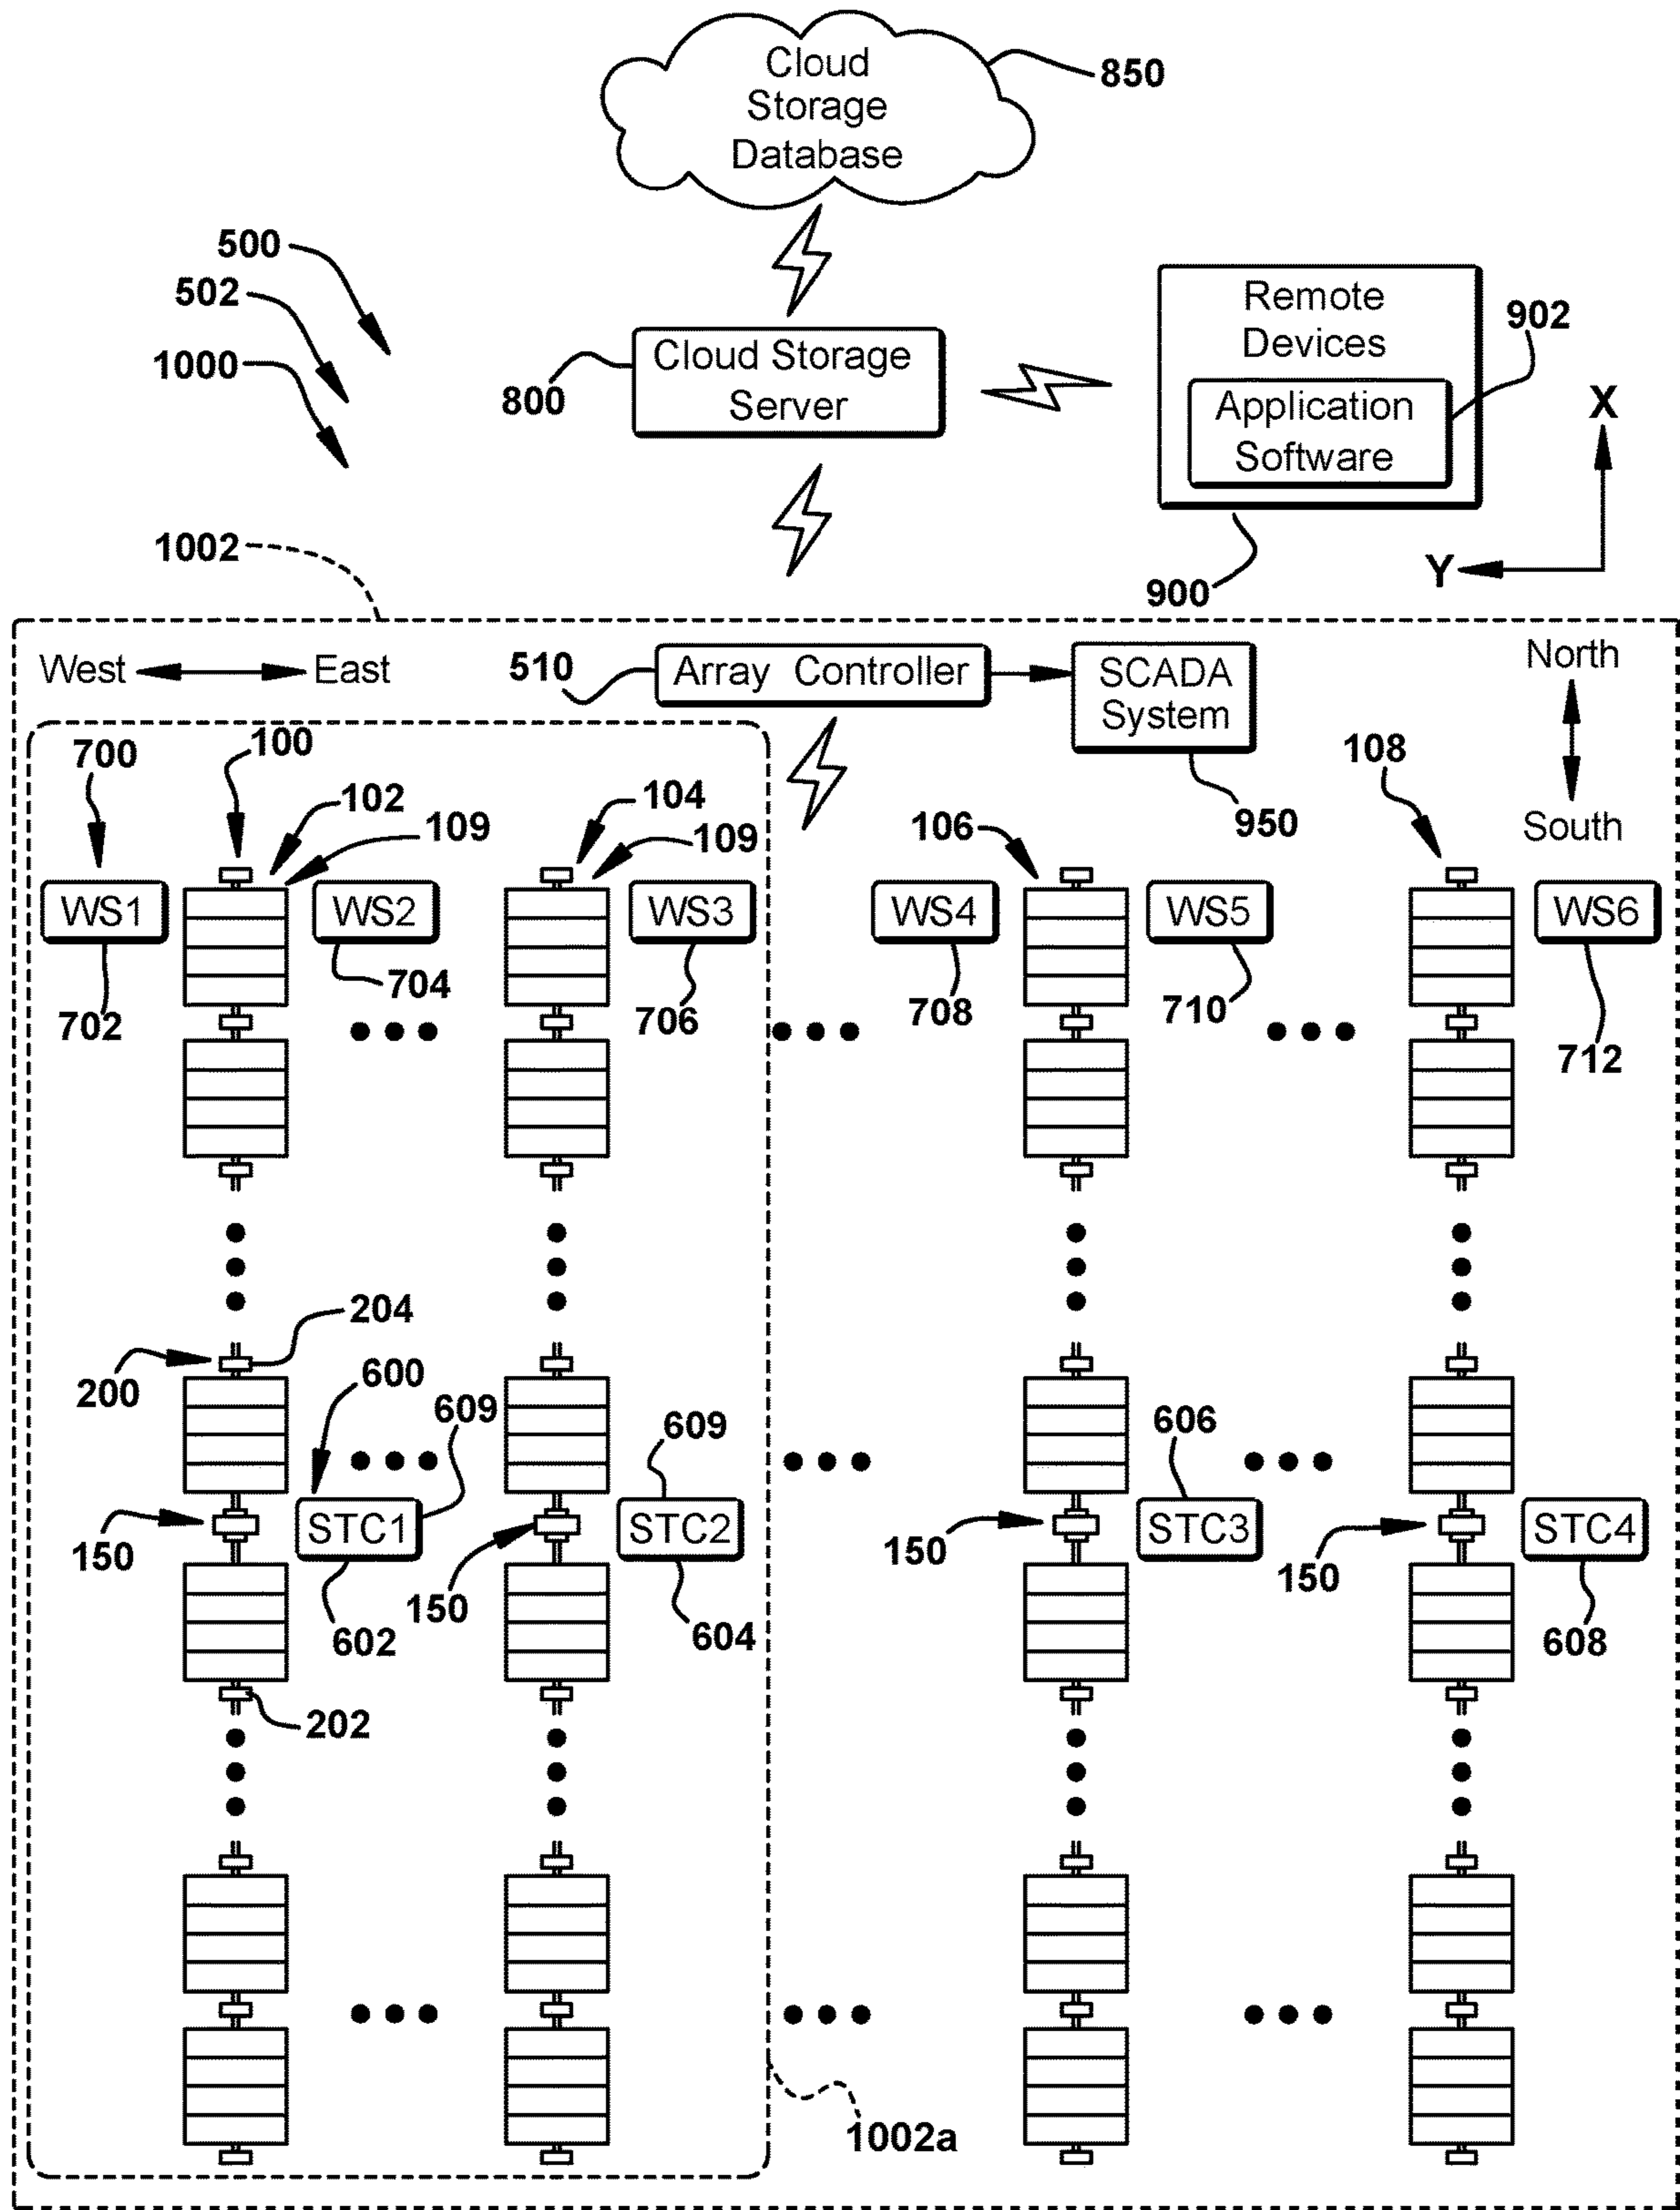 Cloud
Storage
Database
850
500
502
1000
Cloud Storage
Server
800
Remote
Devices
Application
Software
902
900
X
Y
1002
West
East
510
Array Controller
SCADA
System
950
North
South
700
100
102
109
104
109
106
108
WS1
WS2
WS3
WS4
WS5
WS6
702
704
706
708
710
712
204
200
600
609
609
606
STC1
STC2
STC3
STC4
150
150
150
150
602
604
608
202
1002a